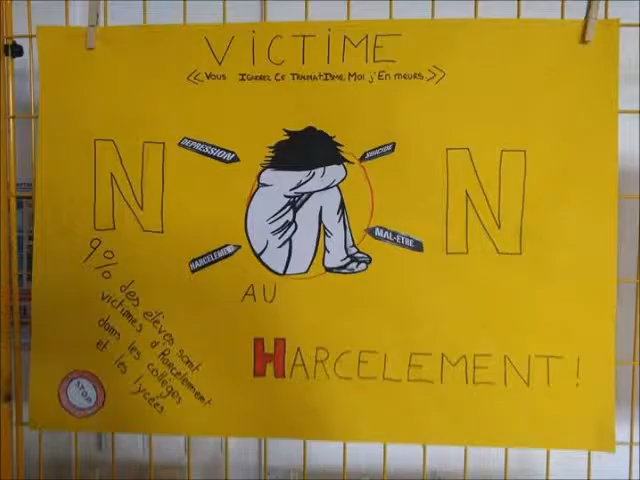 VICTIME
<< Vous Ignorez Ce Traumatisme, Moi j'En meurs >>
N N
DEPRESSION
SUICIDE
HARCELEMENT
MAL-ETRE
AU
HARCELEMENT !
9% des élèves sont
victimes d'harcelement
dans les collèges
et les lycées
STOP